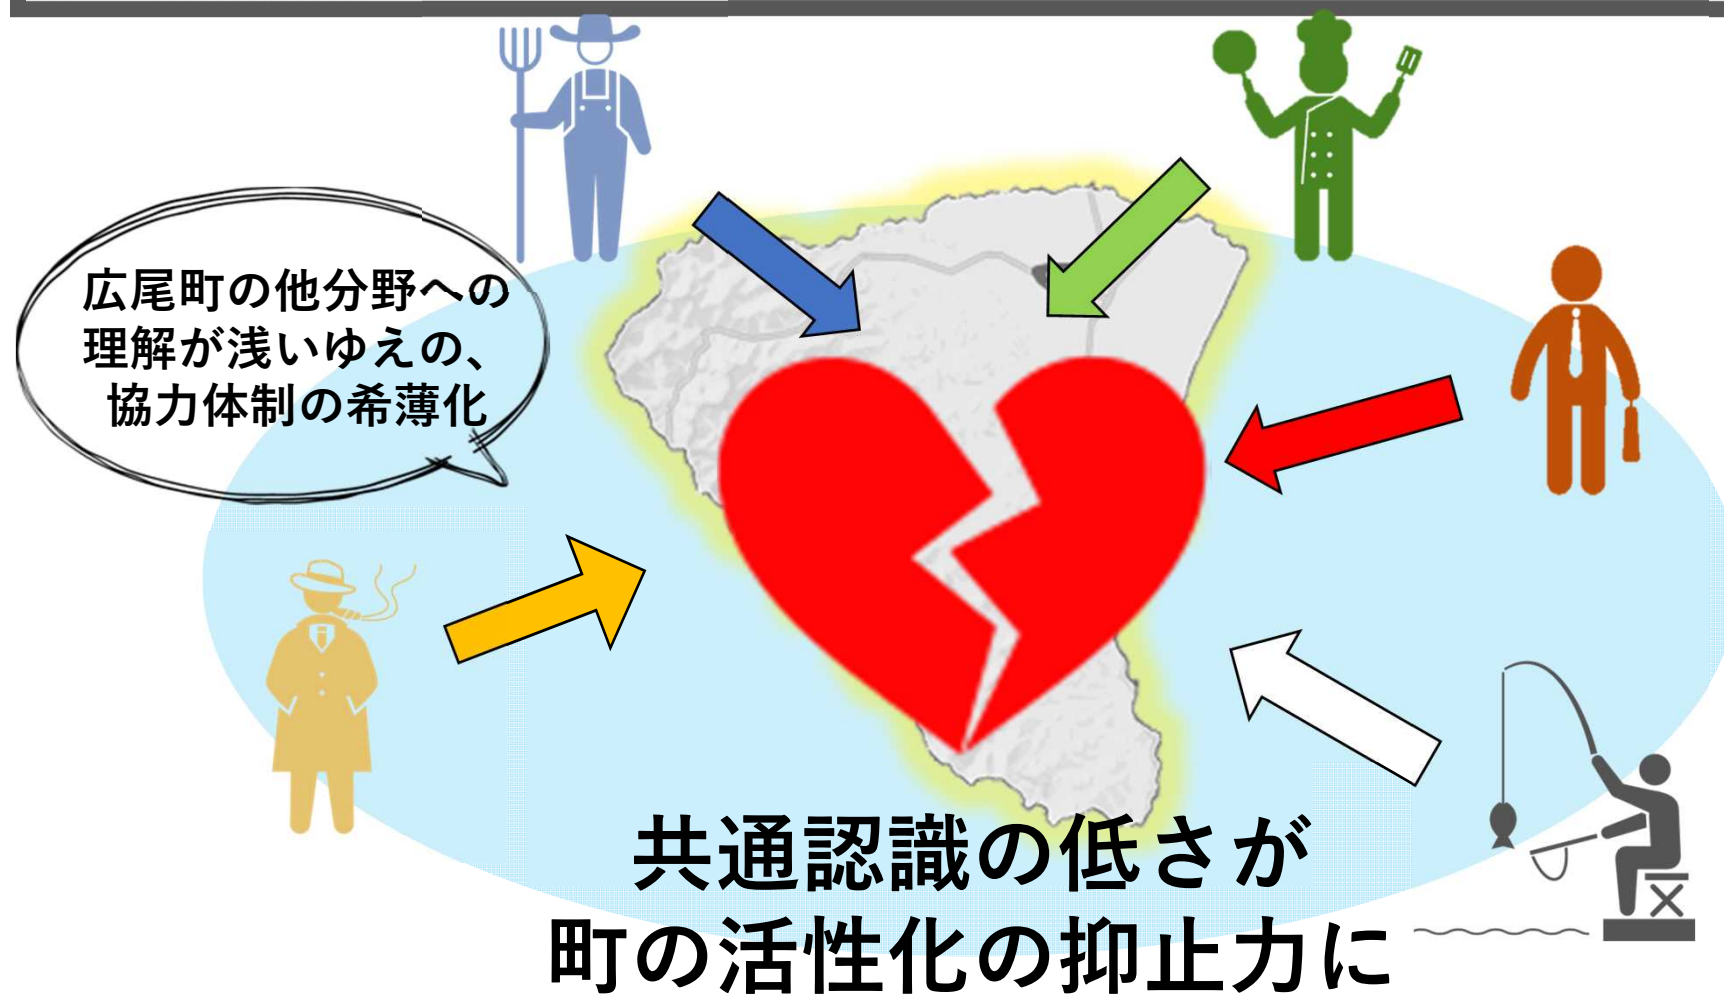 広尾町の他分野への
理解が浅いゆえの、
協力体制の希薄化
共通認識の低さが
町の活性化の抑止力に